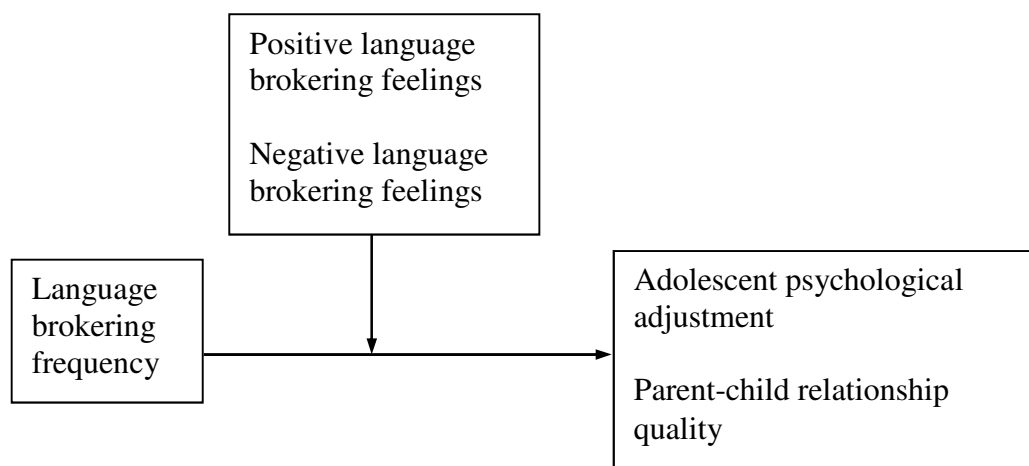 Positive language
brokering feelings
Negative language
brokering feelings
Language
brokering
frequency
Adolescent psychological
adjustment
Parent-child relationship
quality